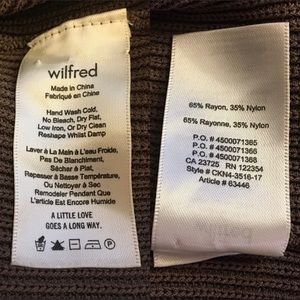 wilfred
Made in China
Fabriqué en China
Hand Wash Cold,
No Bleach, Dry Flat,
Low Iron, Or Dry Clean
Reshape Whilst Damp
Laver à La Main à L'eau Froide,
Pas De Blanchiment,
Sécher à Plat,
Repasser à Basse Température,
Ou Nettoyer à Sec
Remodeler Pendant Que
L'article Est Encore Humide
A LITTLE LOVE
GOES A LONG WAY.
65% Rayon, 35% Nylon
65% Rayonne, 35% Nylon
P.O. # 4500071365
P.O. # 4500071366
P.O. # 4500071368
CA 23725 RN 122354
Style # CKN4-3518-17
Article # 63446